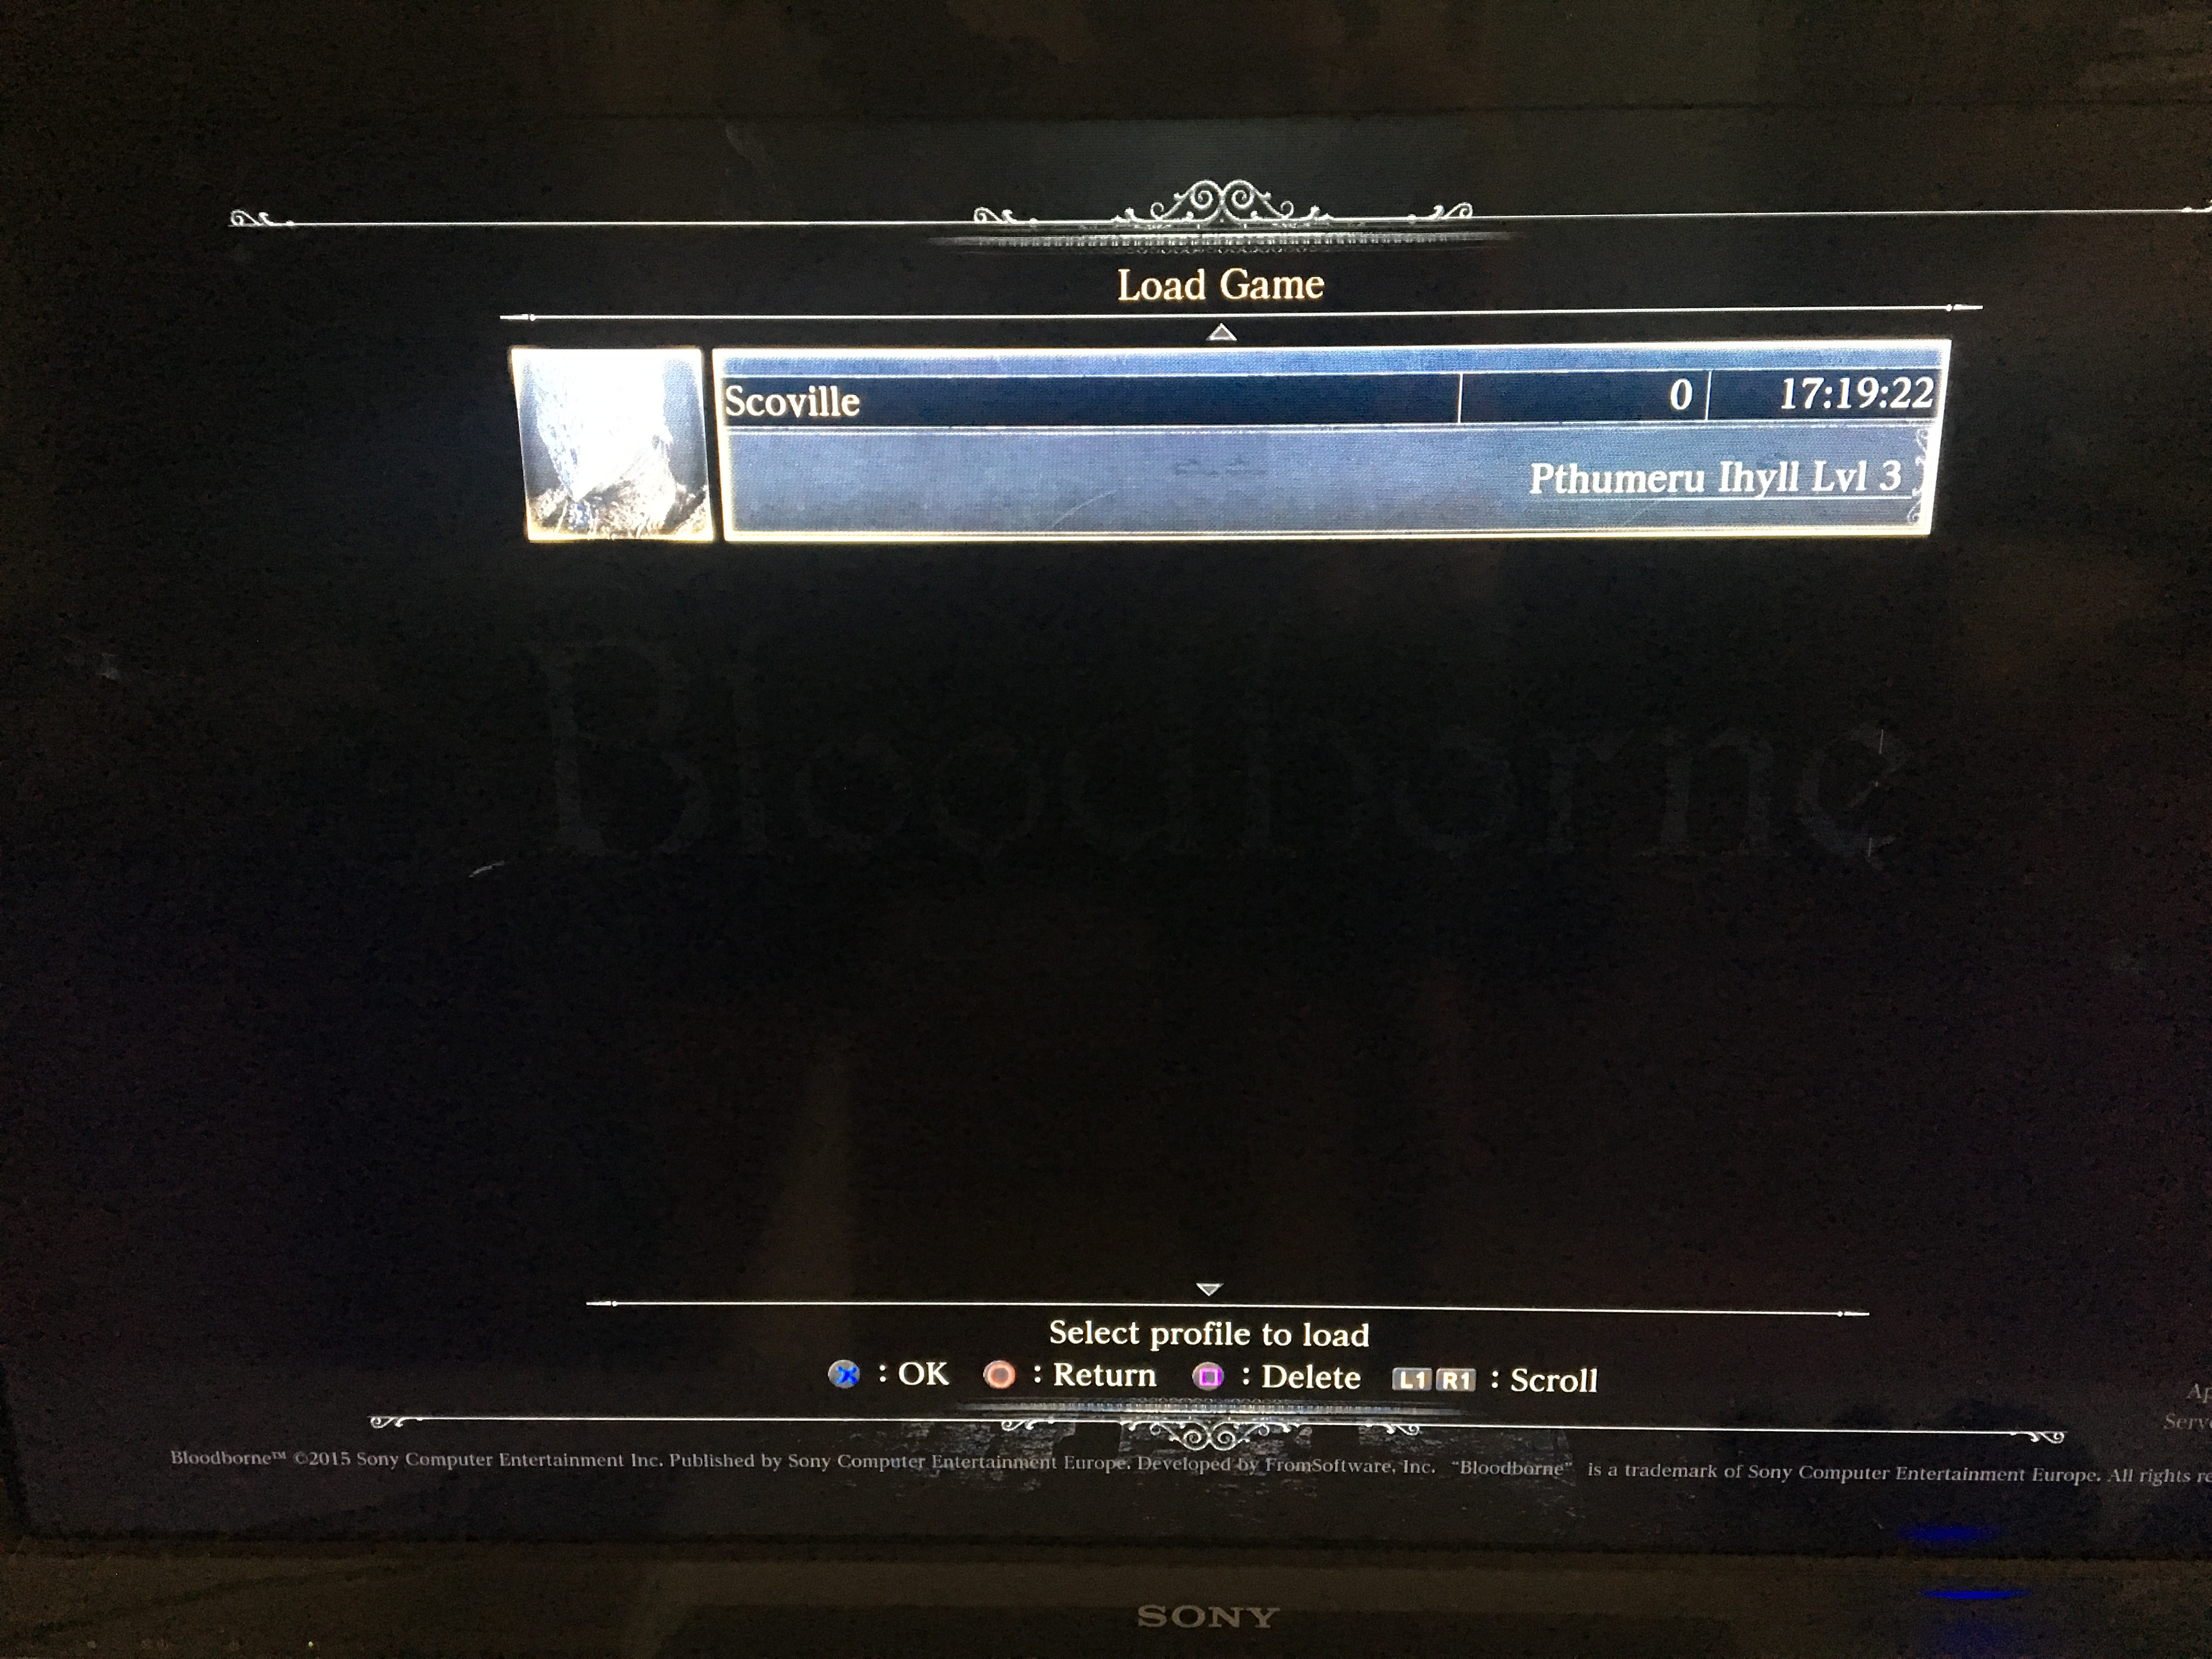 Load Game
Scoville 0 17:19:22
Pthumeru Ihyll Lvl 3
Bloodborne
Select profile to load
: OK : Return : Delete L1 R1 : Scroll
Bloodborne™ ©2015 Sony Computer Entertainment Inc. Published by Sony Computer Entertainment Europe. Developed by FromSoftware, Inc. “Bloodborne” is a trademark of Sony Computer Entertainment Europe. All rights
SONY